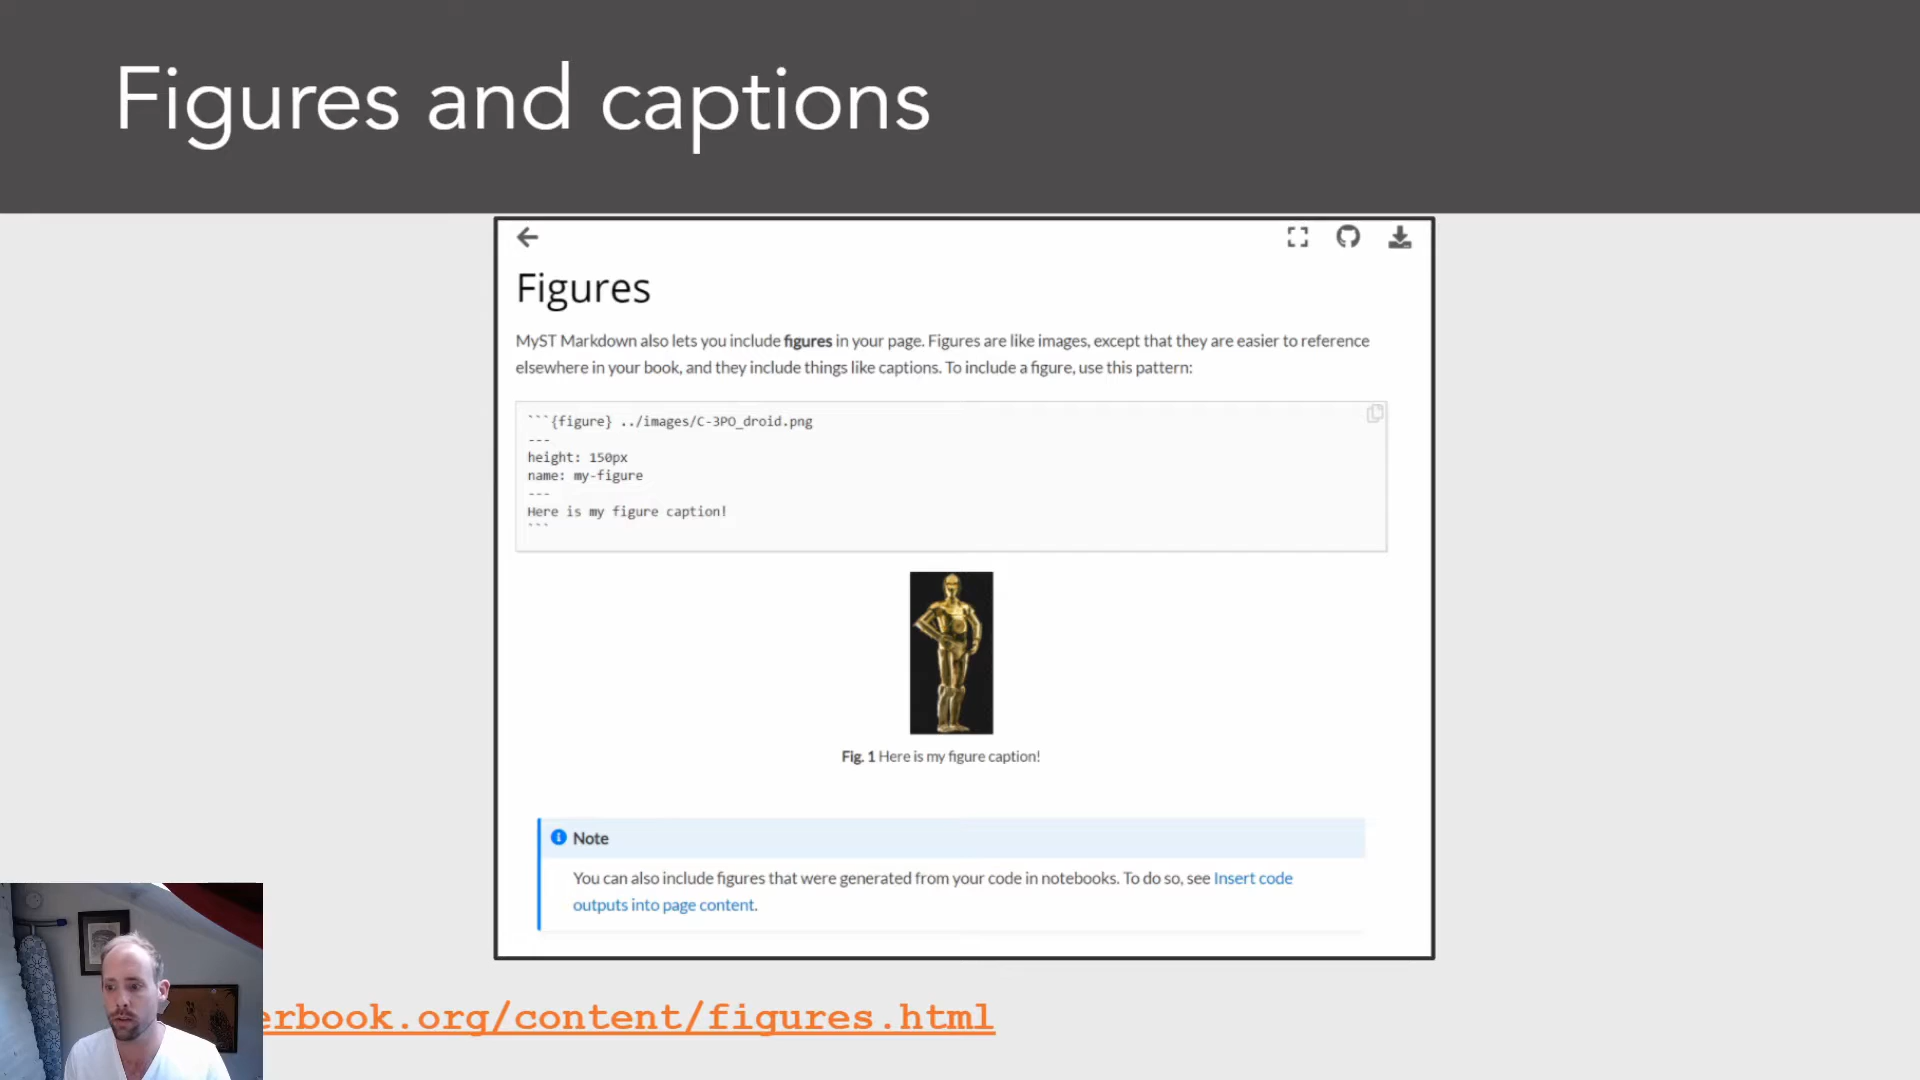 Figures and captions
Figures
MyST Markdown also lets you include figures in your page. Figures are like images, except that they are easier to reference
elsewhere in your book, and they include things like captions. To include a figure, use this pattern:
```{figure} ../images/C-3PO_droid.png
---
height: 150px
name: my-figure
---
Here is my figure caption!
```
Fig. 1 Here is my figure caption!
Note
You can also include figures that were generated from your code in notebooks. To do so, see Insert code
outputs into page content.
erbook.org/content/figures.html